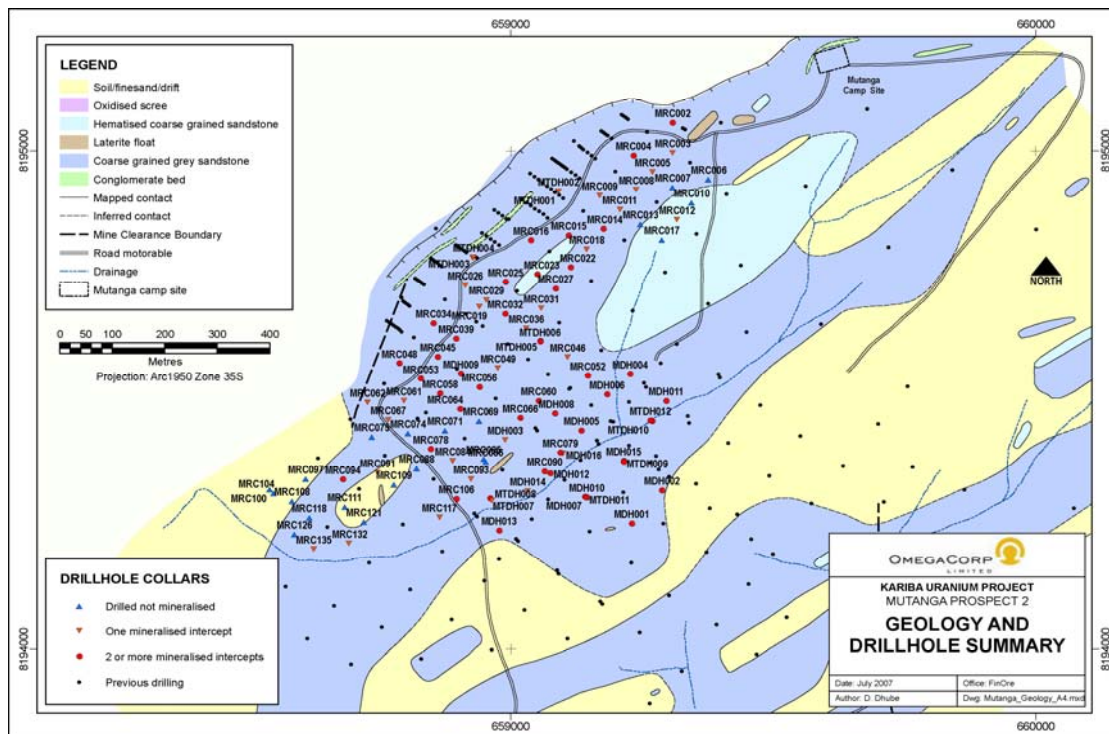 659000
660000
LEGEND
Soil/finesand/drift
Oxidised scree
Hematised coarse grained sandstone
Laterite float
Coarse grained grey sandstone
Conglomerate bed
Mapped contact
Inferred contact
Mine Clearance Boundary
Road motorable
Drainage
Mutanga camp site
0 50 100 200 300 400
Metres
Projection: Arc1950 Zone 35S
8195000
8195000
Mutanga
Camp Site
MRC002
MRC004
MRC003
MRC005
MRC006
MTDH002
MRC008
MRC007
MRC009
MRC010
MTDH001
MRC011
MRC012
MRC014
MRC013
MRC015
MRC016
MRC017
MRC018
MTDH004
MTDH003
MRC022
MRC023
MRC025
MRC026
MRC027
MRC029
MRC031
MRC032
MRC019
MRC034
MRC036
MRC039
MTDH006
MTDH005
MRC045
MRC046
MRC048
MDH009
MRC049
MRC053
MRC056
MRC052
MDH004
MRC058
MDH006
MRC062
MRC061
MRC060
MDH011
MRC064
MRC067
MRC069
MRC066
MDH008
MTDH012
MRC074
MRC071
MRC075
MDH003
MDH005
MTDH010
MRC078
MRC079
MDH015
MDH016
MTDH009
MRC091
MRC088
MRC093
MRC090
MDH012
MRC097
MRC094
MRC109
MDH014
MDH010
MDH002
MRC104
MRC108
MRC100
MRC111
MRC106
MTDH008
MTDH007
MDH007
MTDH011
MRC118
MRC121
MRC117
MDH013
MDH001
MRC126
MRC135
MRC132
NORTH
DRILLHOLE COLLARS
Drilled not mineralised
One mineralised intercept
2 or more mineralised intercepts
Previous drilling
8194000
8194000
OMEGACORP
LIMITED
KARIBA URANIUM PROJECT
MUTANGA PROSPECT 2
GEOLOGY AND
DRILLHOLE SUMMARY
Date: July 2007
Office: FinOre
Author: D. Dhube
Dwg: Mutanga_Geology_A4.mxd
659000
660000